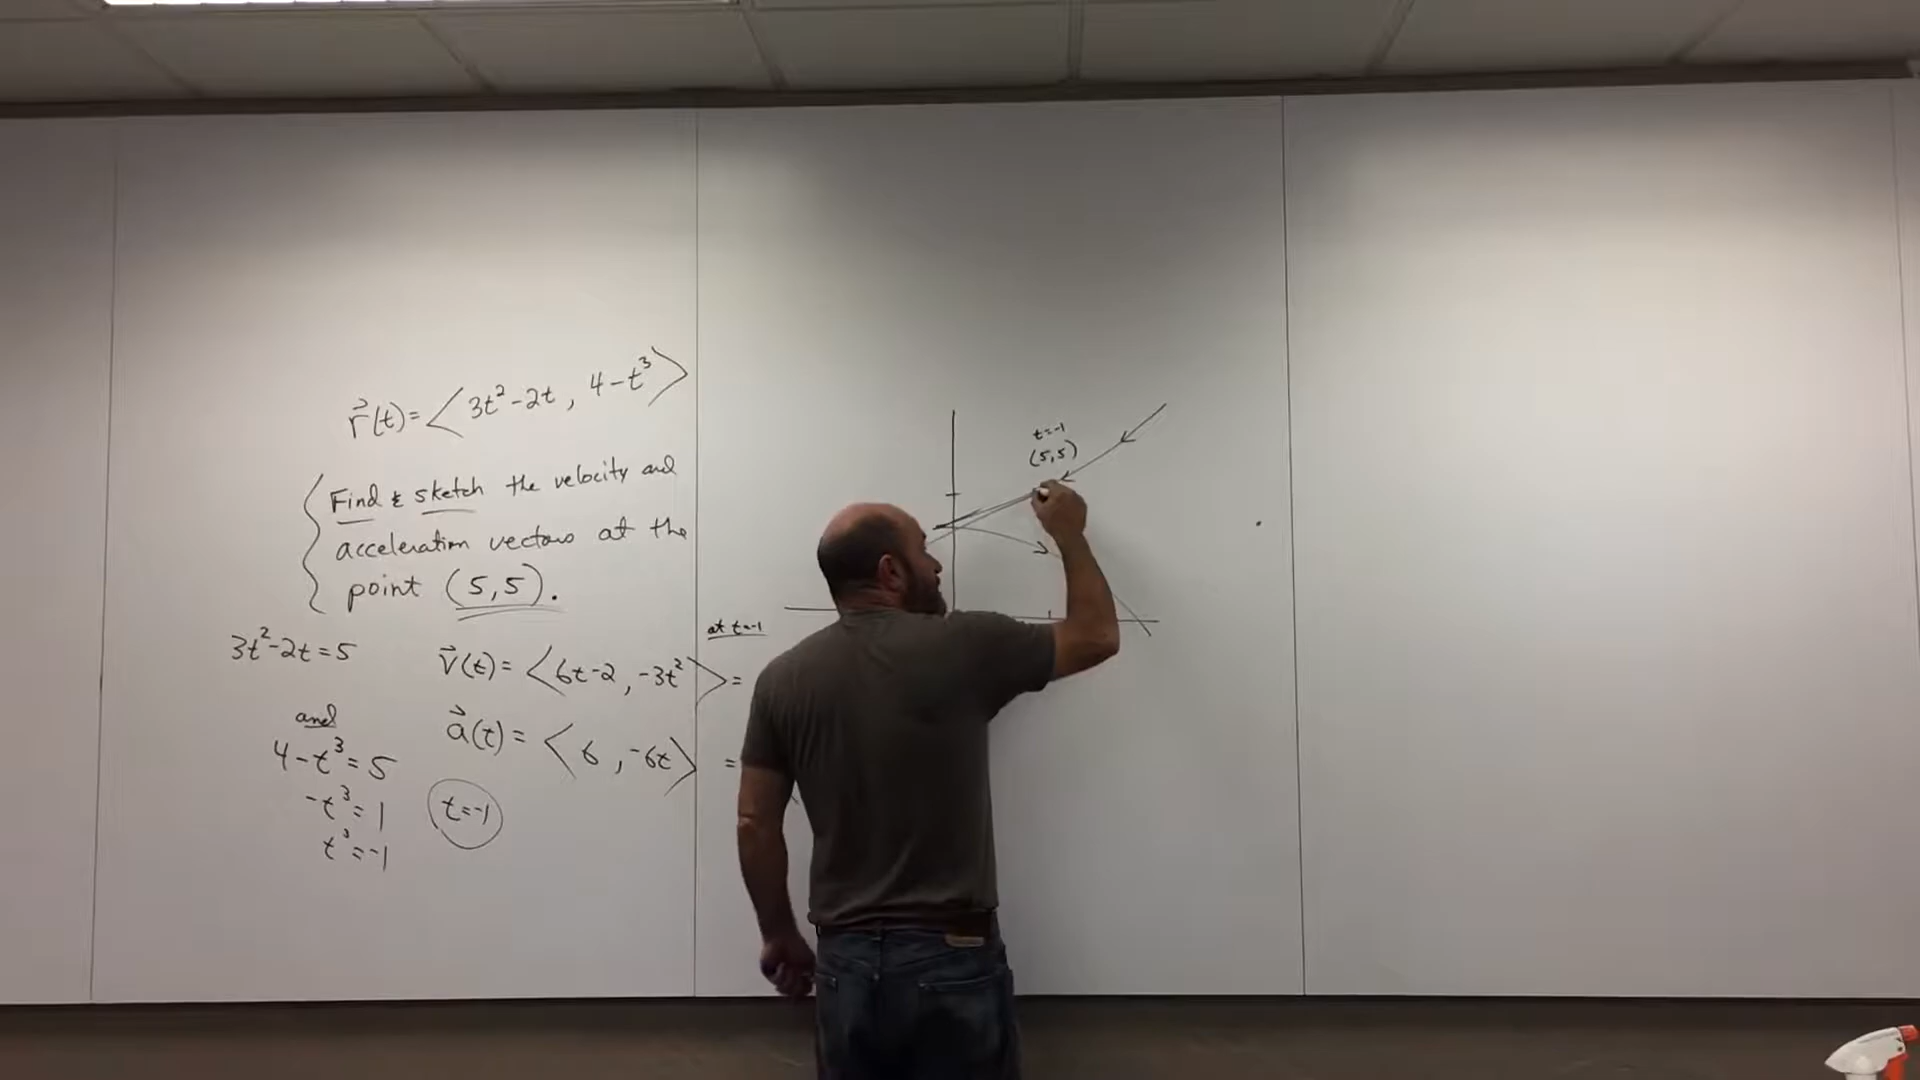 r⃗(t)=⟨3t²-2t, 4-t³⟩
Find & sketch the velocity and
acceleration vectors at the
point (5,5).
3t²-2t=5
and
4-t³=5
-t³=1
t³=-1
t=-1
at t=-1
v⃗(t)=⟨6t-2, -3t²⟩=
a⃗(t)=⟨6, -6t⟩ =
t=-1
(5,5)